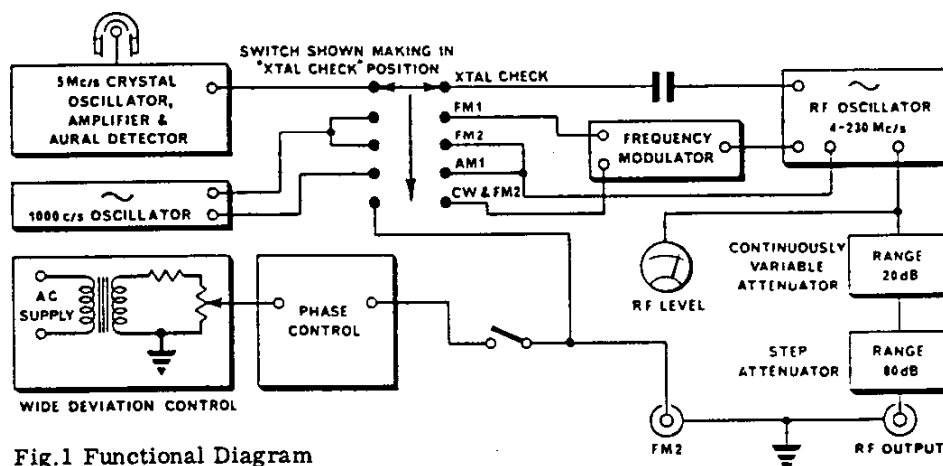 SWITCH SHOWN MAKING IN
"XTAL CHECK" POSITION
5Mc/s CRYSTAL
OSCILLATOR,
AMPLIFIER &
AURAL DETECTOR
XTAL CHECK
FM1
FM2
AM1
CW & FM2
FREQUENCY
MODULATOR
RF OSCILLATOR
4-230 Mc/s
1000 c/s OSCILLATOR
AC
SUPPLY
WIDE DEVIATION CONTROL
PHASE
CONTROL
RF LEVEL
CONTINUOUSLY
VARIABLE
ATTENUATOR
RANGE
20dB
STEP
ATTENUATOR
RANGE
80dB
FM2
RF OUTPUT
Fig.1 Functional Diagram